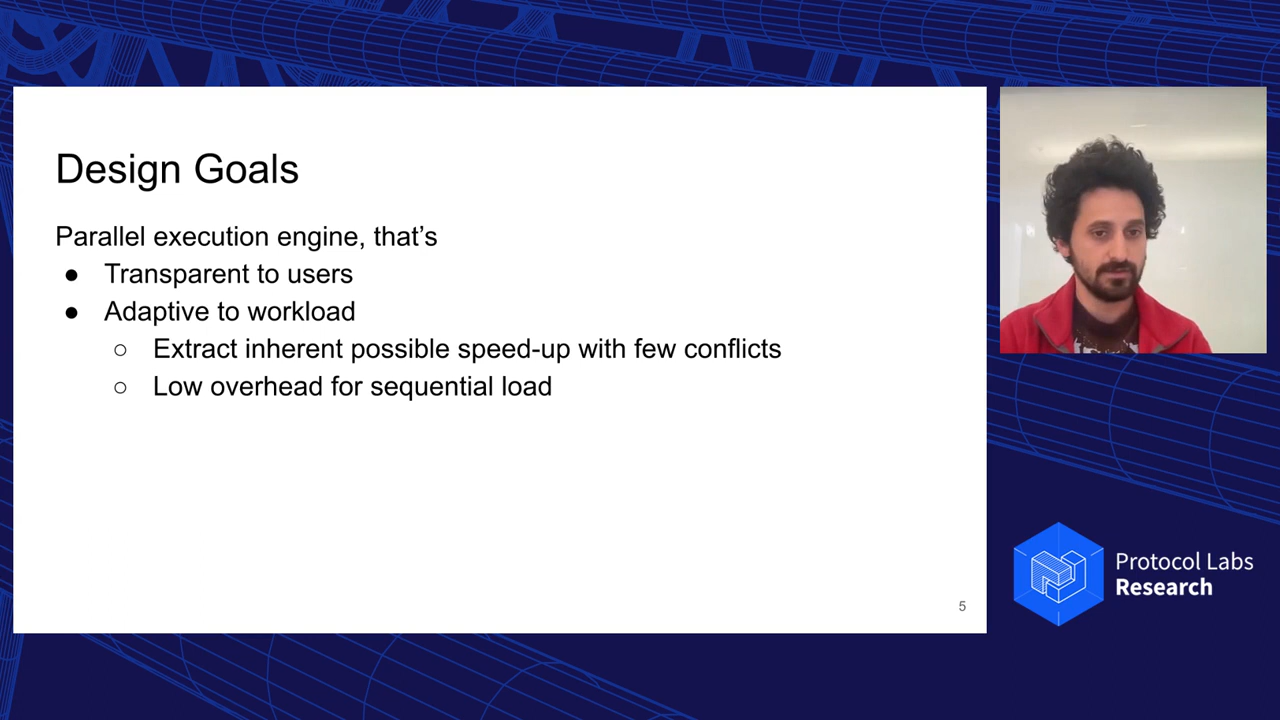 Design Goals
Parallel execution engine, that’s
● Transparent to users
● Adaptive to workload
○ Extract inherent possible speed-up with few conflicts
○ Low overhead for sequential load
5
Protocol Labs
Research